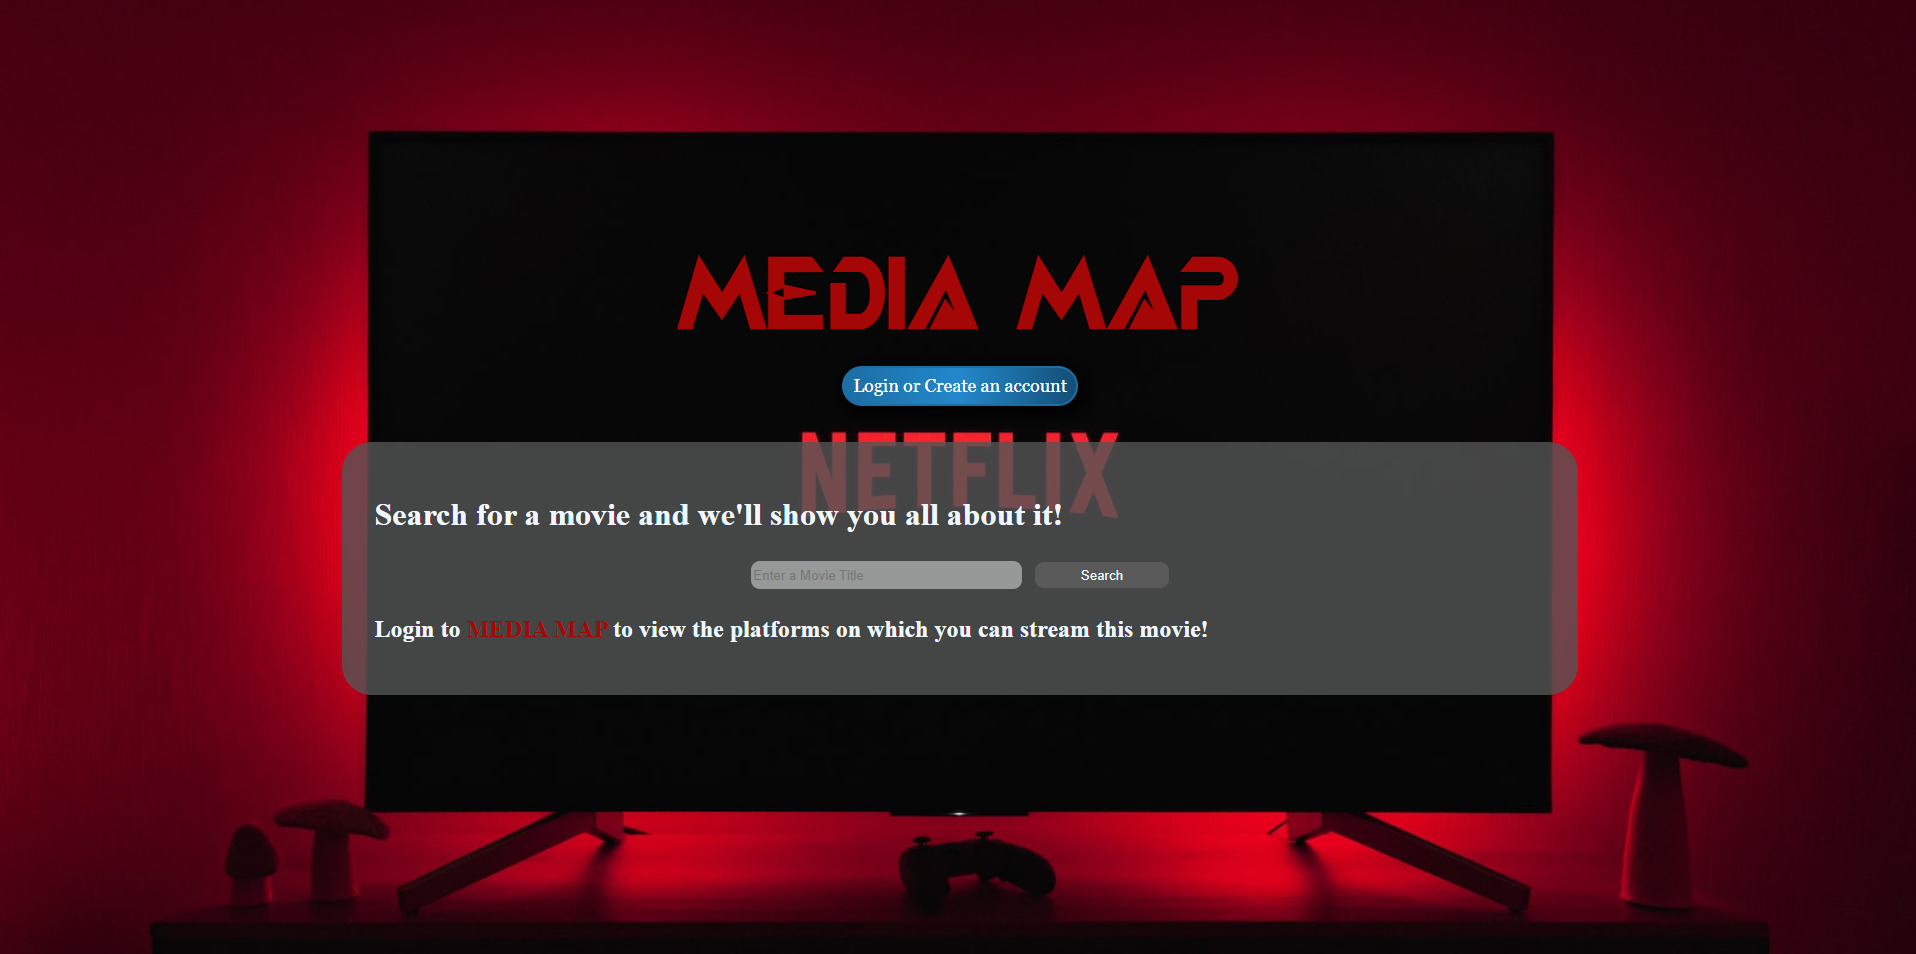 MEDIA MAP
Login or Create an account
NETFLIX
Search for a movie and we'll show you all about it!
Enter a Movie Title
Search
Login to MEDIA MAP to view the platforms on which you can stream this movie!